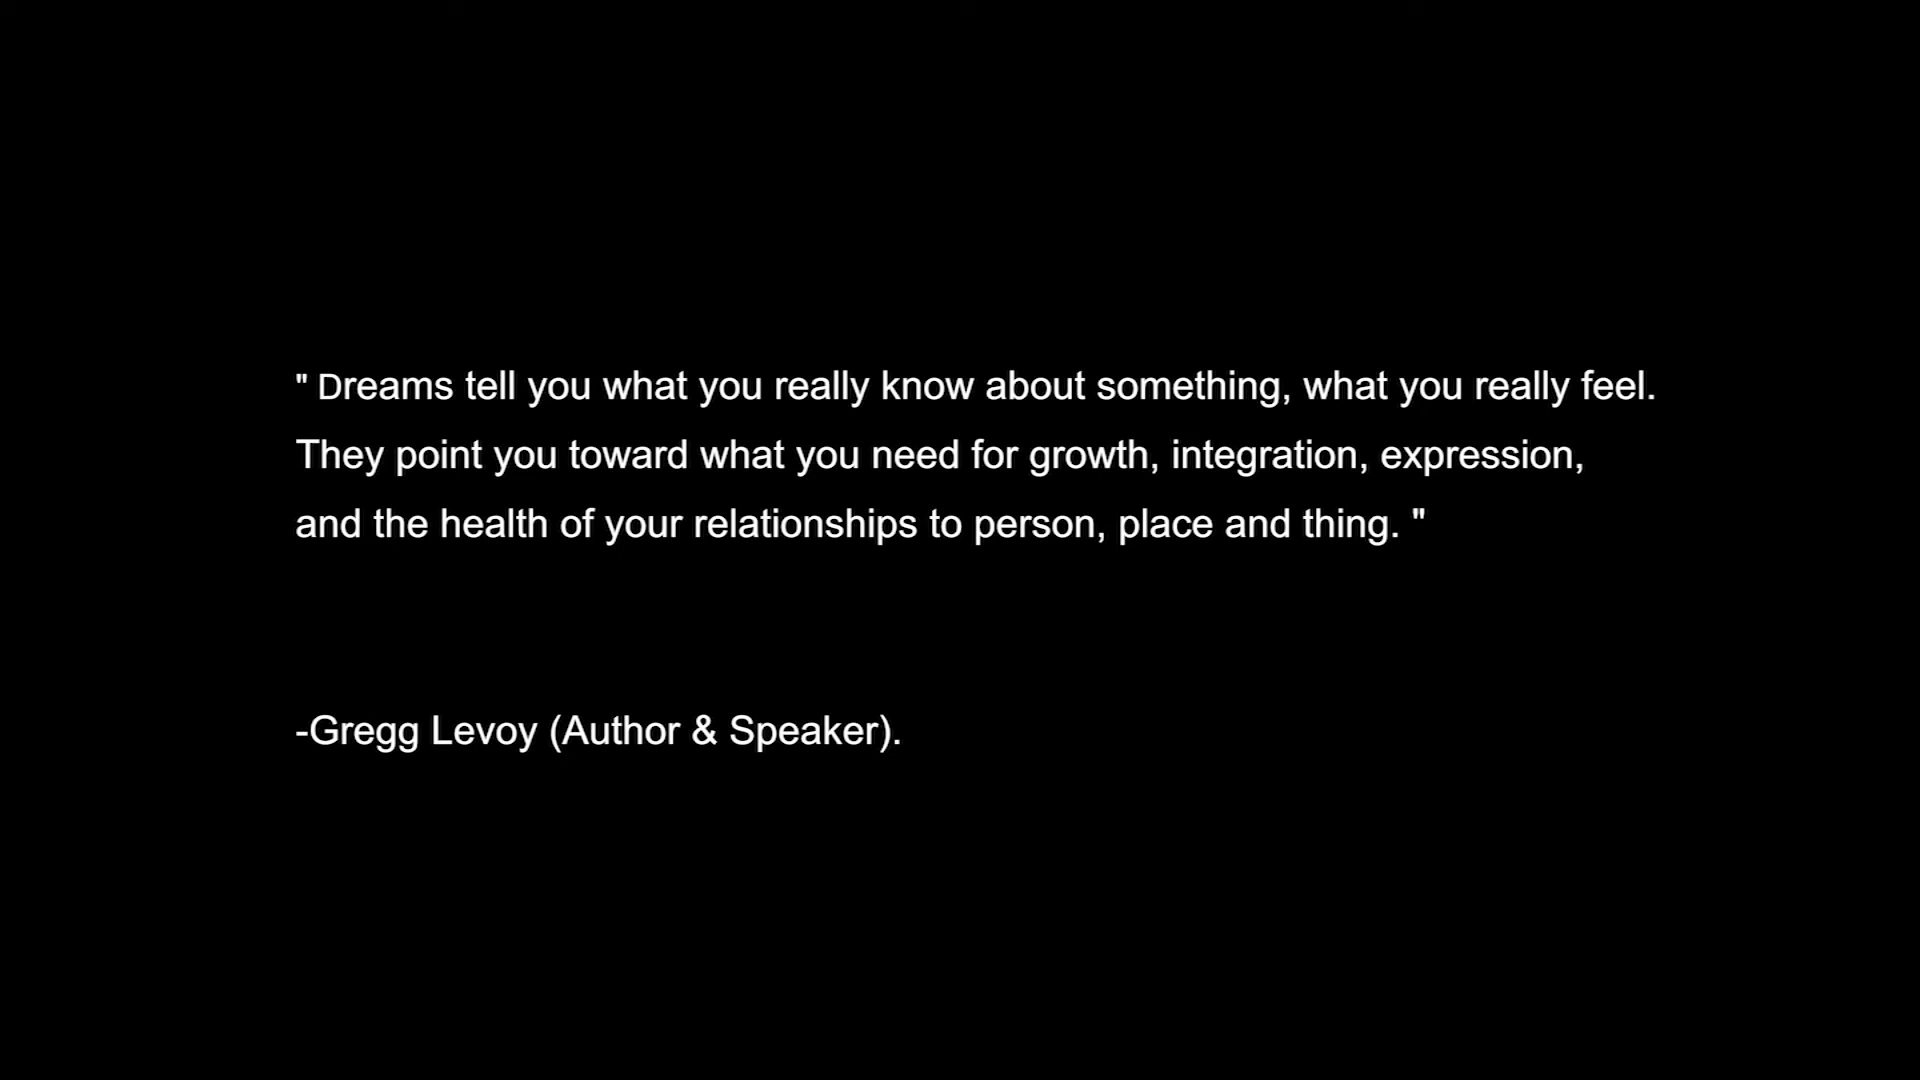 " Dreams tell you what you really know about something, what you really feel.
They point you toward what you need for growth, integration, expression,
and the health of your relationships to person, place and thing. "
-Gregg Levoy (Author & Speaker).